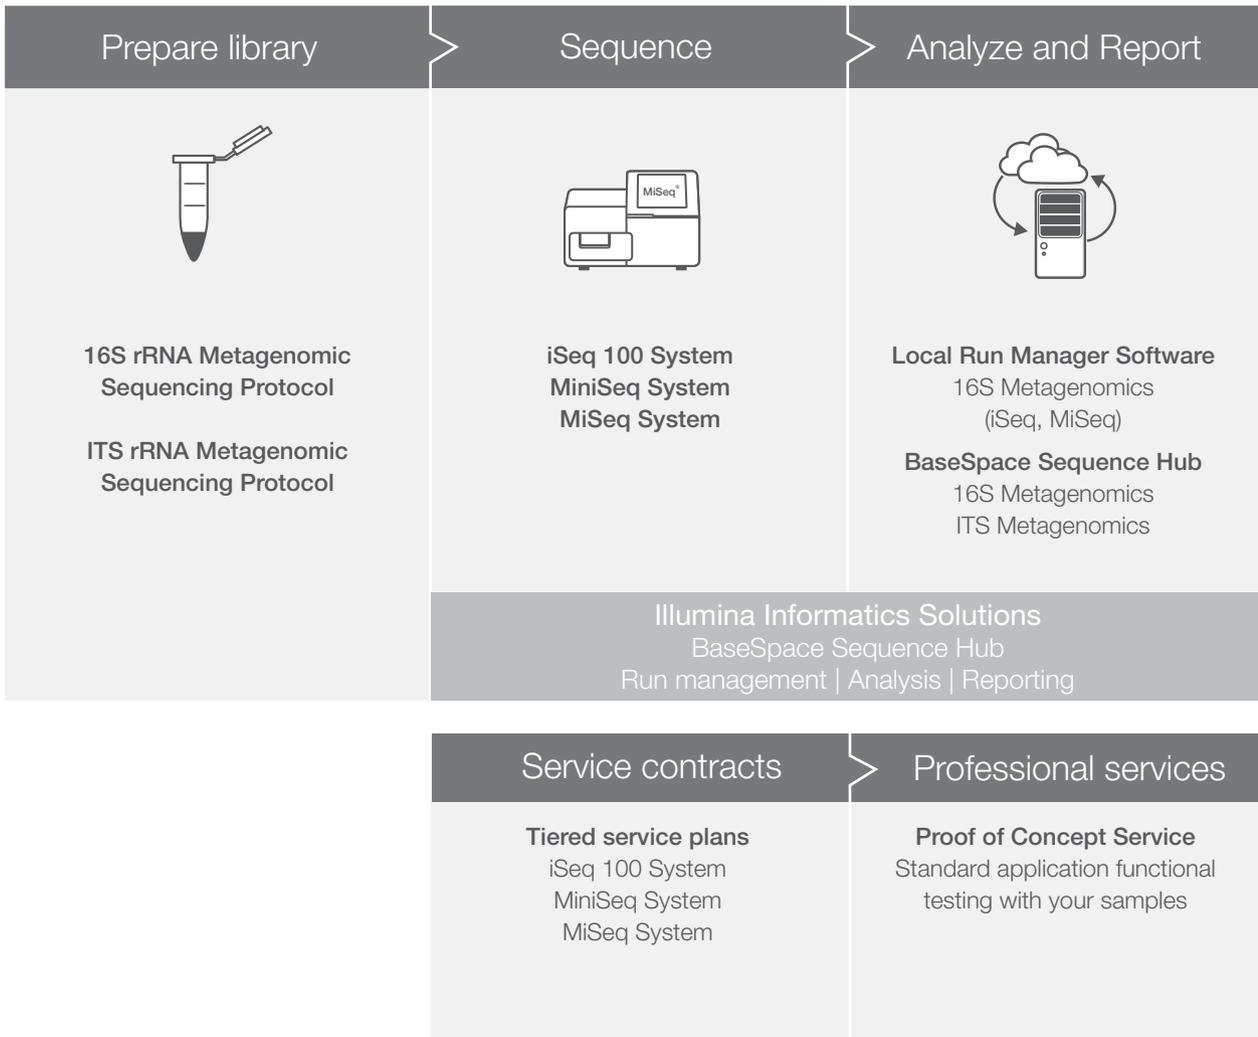 Prepare library
Sequence
Analyze and Report
MiSeq®
16S rRNA Metagenomic
Sequencing Protocol
ITS rRNA Metagenomic
Sequencing Protocol
iSeq 100 System
MiniSeq System
MiSeq System
Local Run Manager Software
16S Metagenomics
(iSeq, MiSeq)
BaseSpace Sequence Hub
16S Metagenomics
ITS Metagenomics
Illumina Informatics Solutions
BaseSpace Sequence Hub
Run management | Analysis | Reporting
Service contracts
Professional services
Tiered service plans
iSeq 100 System
MiniSeq System
MiSeq System
Proof of Concept Service
Standard application functional
testing with your samples